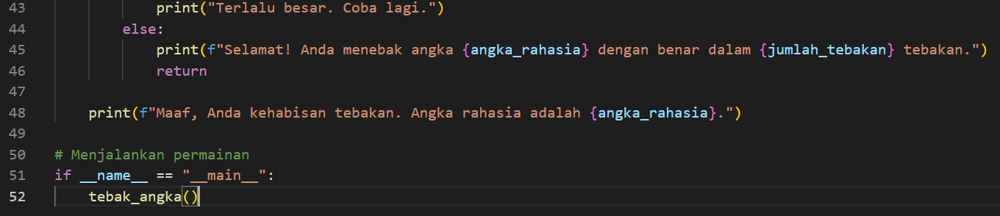 43 print("Terlalu besar. Coba lagi.")
44 else:
45 print(f"Selamat! Anda menebak angka {angka_rahasia} dengan benar dalam {jumlah_tebakan} tebakan.")
46 return
47
48 print(f"Maaf, Anda kehabisan tebakan. Angka rahasia adalah {angka_rahasia}.")
49
50 # Menjalankan permainan
51 if __name__ == "__main__":
52 tebak_angka()